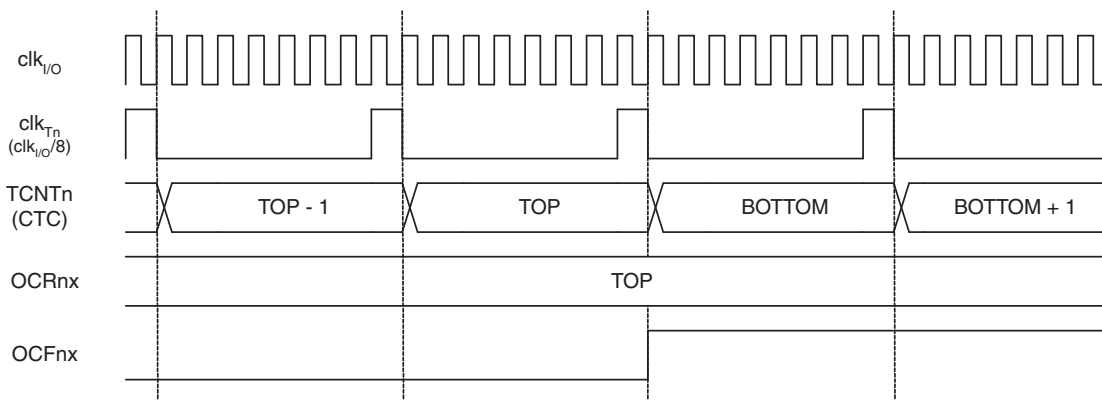 clkI/O
clkTn
(clkI/O/8)
TCNTn
(CTC)
TOP - 1
TOP
BOTTOM
BOTTOM + 1
OCRnx
TOP
OCFnx